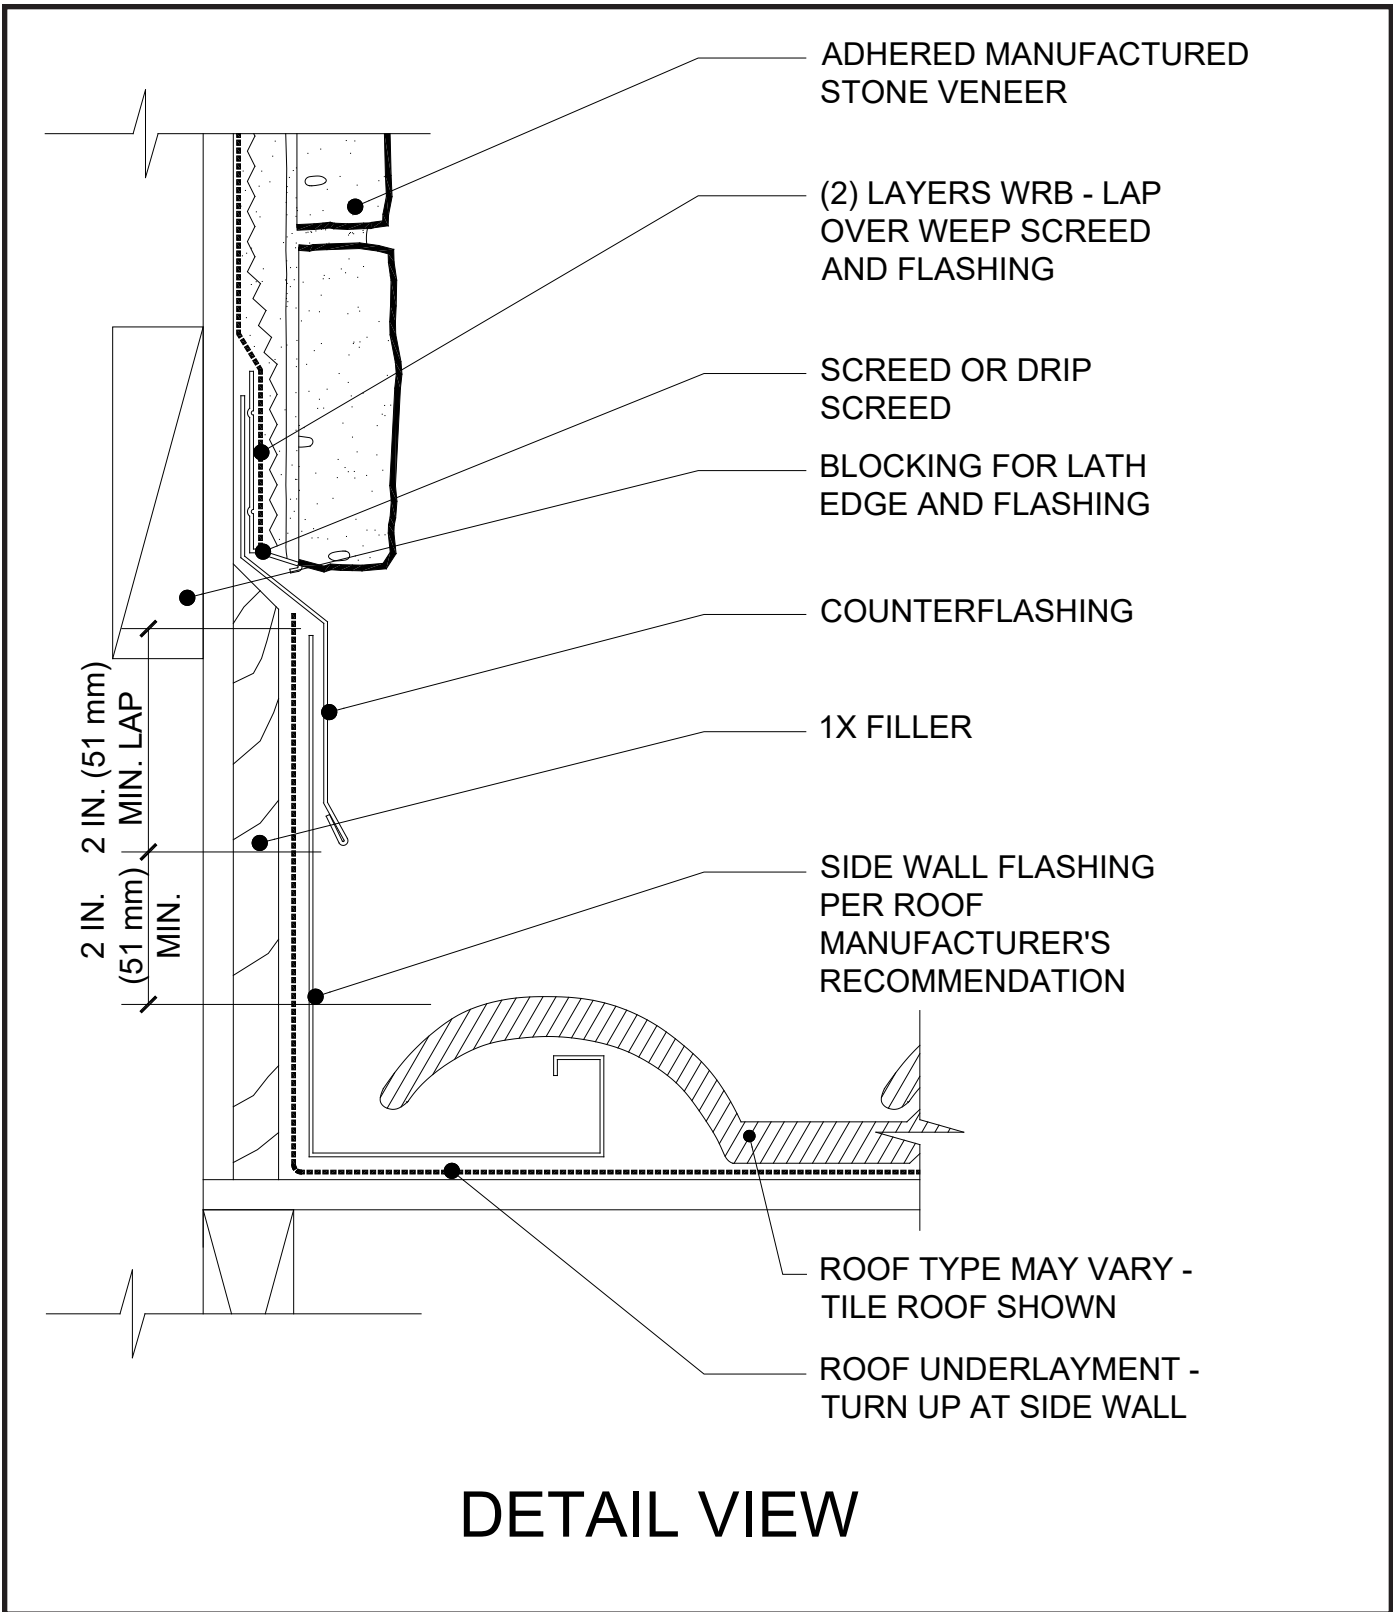 ADHERED MANUFACTURED
STONE VENEER
(2) LAYERS WRB - LAP
OVER WEEP SCREED
AND FLASHING
SCREED OR DRIP
SCREED
BLOCKING FOR LATH
EDGE AND FLASHING
COUNTERFLASHING
1X FILLER
SIDE WALL FLASHING
PER ROOF
MANUFACTURER'S
RECOMMENDATION
ROOF TYPE MAY VARY -
TILE ROOF SHOWN
ROOF UNDERLAYMENT -
TURN UP AT SIDE WALL
2 IN. (51 mm)
MIN. LAP
2 IN.
(51 mm)
MIN.
DETAIL VIEW